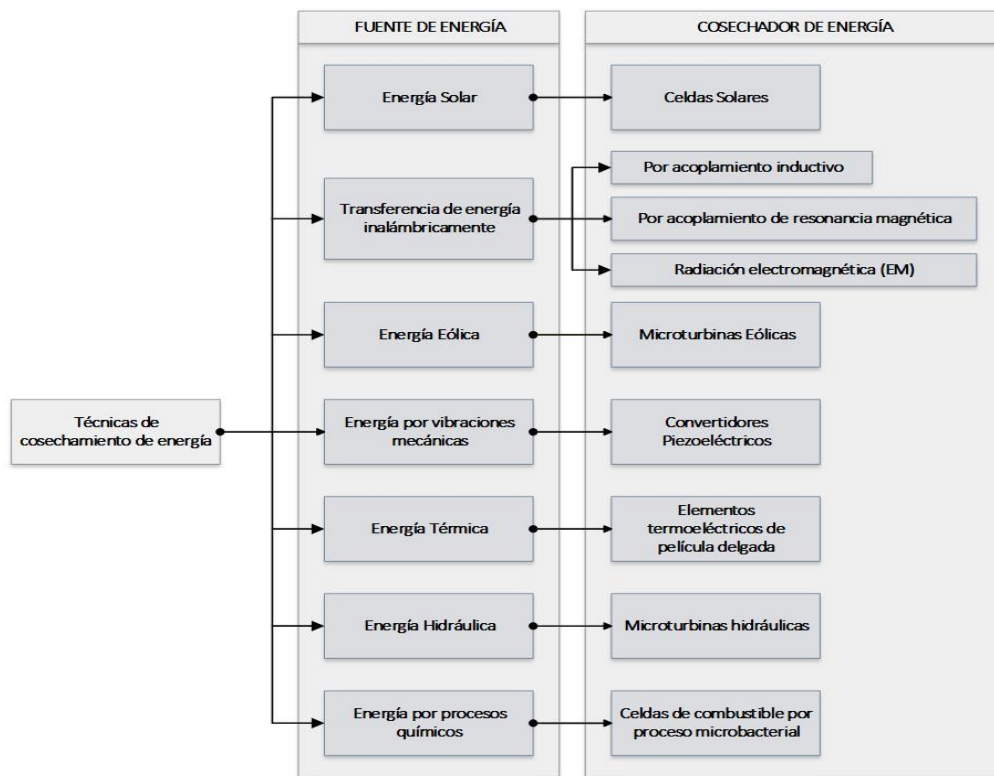 FUENTE DE ENERGÍA
COSECHADOR DE ENERGÍA
Energía Solar
Celdas Solares
Transferencia de energía
inalámbricamente
Por acoplamiento inductivo
Por acoplamiento de resonancia magnética
Radiación electromagnética (EM)
Energía Eólica
Microturbinas Eólicas
Técnicas de
cosechamiento de energía
Energía por vibraciones
mecánicas
Convertidores
Piezoeléctricos
Energía Térmica
Elementos
termoeléctricos de
película delgada
Energía Hidráulica
Microturbinas hidráulicas
Energía por procesos
químicos
Celdas de combustible por
proceso microbacterial